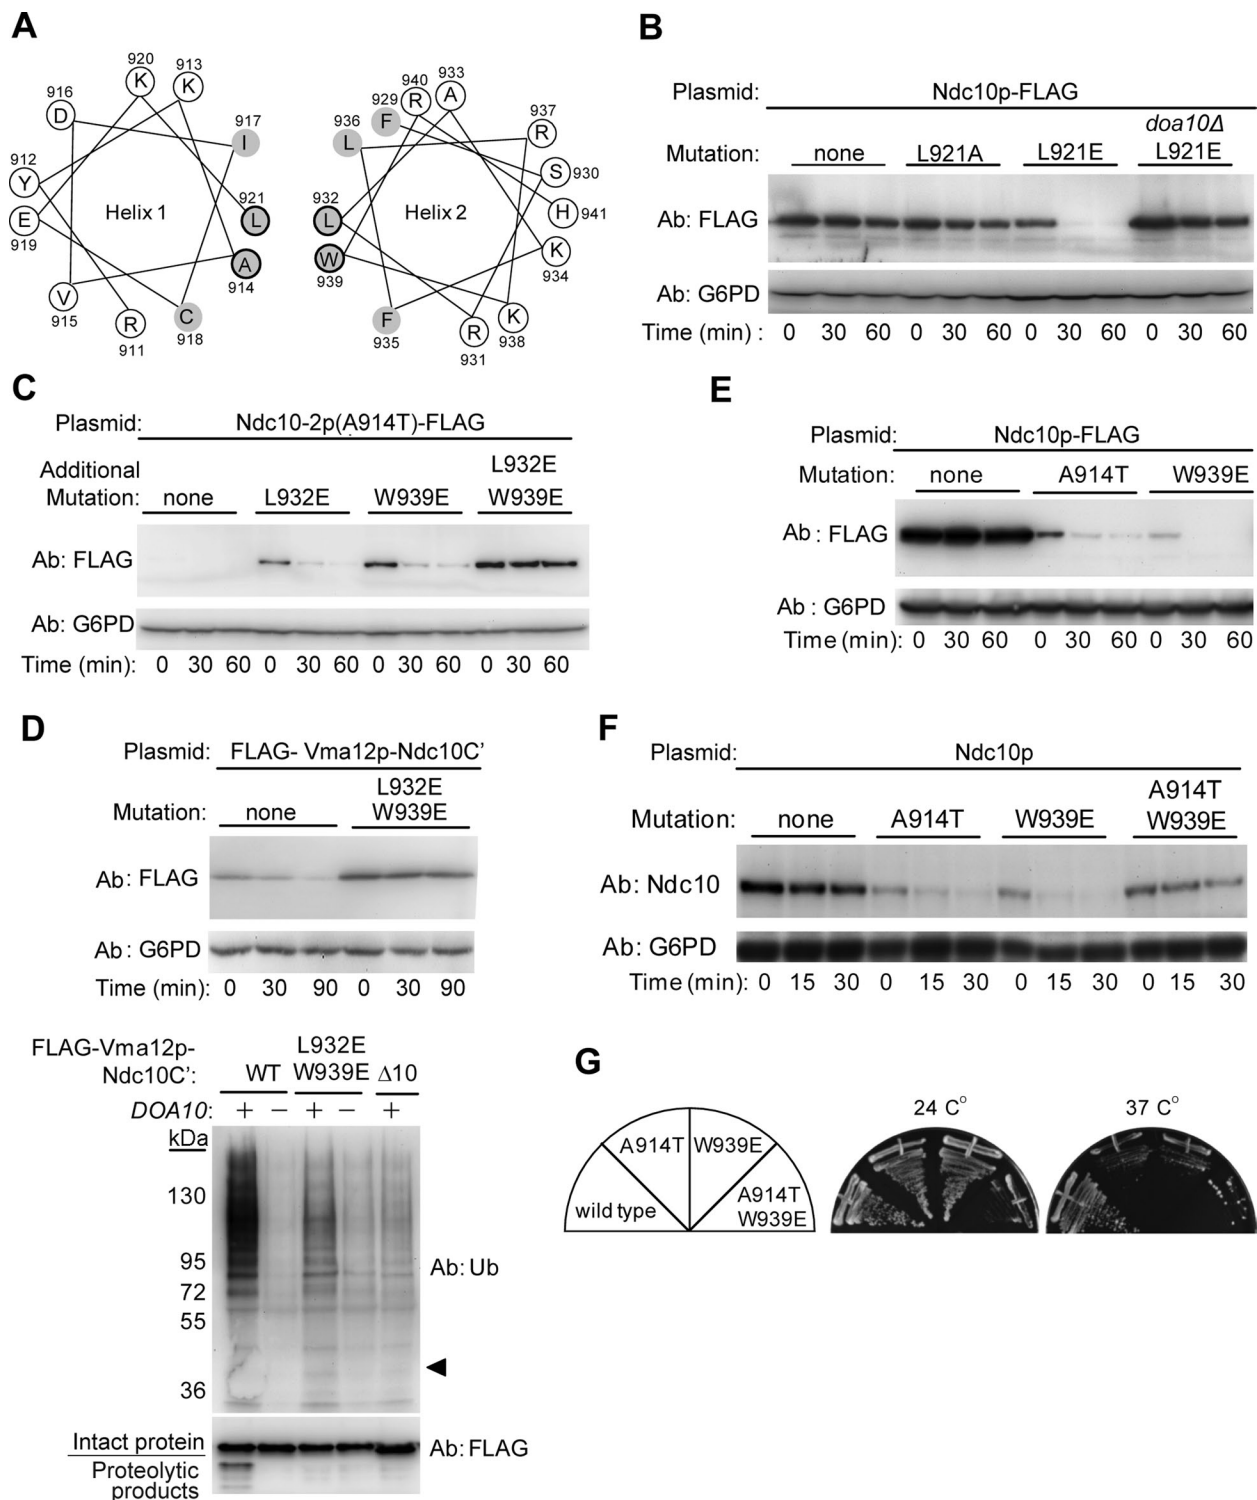 A
920 913
K K
916
D
917
I
912
Y
921
L
Helix 1
E
919
A
914
V
915
R
911
C
918
933
940
A
R
929
F
937
R
936
L
S 930
932
L
Helix 2
H 941
W
939
K
934
F
935
R
931
K
938
B
Plasmid: Ndc10p-FLAG
doa10Δ
Mutation: none L921A L921E L921E
Ab: FLAG
Ab: G6PD
Time (min) : 0 30 60 0 30 60 0 30 60 0 30 60
C
Plasmid: Ndc10-2p(A914T)-FLAG
Additional L932E
Mutation: none L932E W939E W939E
Ab: FLAG
Ab: G6PD
Time (min): 0 30 60 0 30 60 0 30 60 0 30 60
E
Plasmid: Ndc10p-FLAG
Mutation: none A914T W939E
Ab : FLAG
Ab : G6PD
Time (min): 0 30 60 0 30 60 0 30 60
D
Plasmid: FLAG- Vma12p-Ndc10C'
L932E
Mutation: none W939E
Ab: FLAG
Ab: G6PD
Time (min): 0 30 90 0 30 90
FLAG-Vma12p- L932E
Ndc10C': WT W939E Δ10
DOA10: + − + − +
kDa
130
95
72
55
36
Ab: Ub
Intact protein
Proteolytic
products
Ab: FLAG
F
Plasmid: Ndc10p
A914T
Mutation: none A914T W939E W939E
Ab: Ndc10
Ab: G6PD
Time (min): 0 15 30 0 15 30 0 15 30 0 15 30
G
24 C° 37 C°
A914T W939E
wild type A914T
W939E